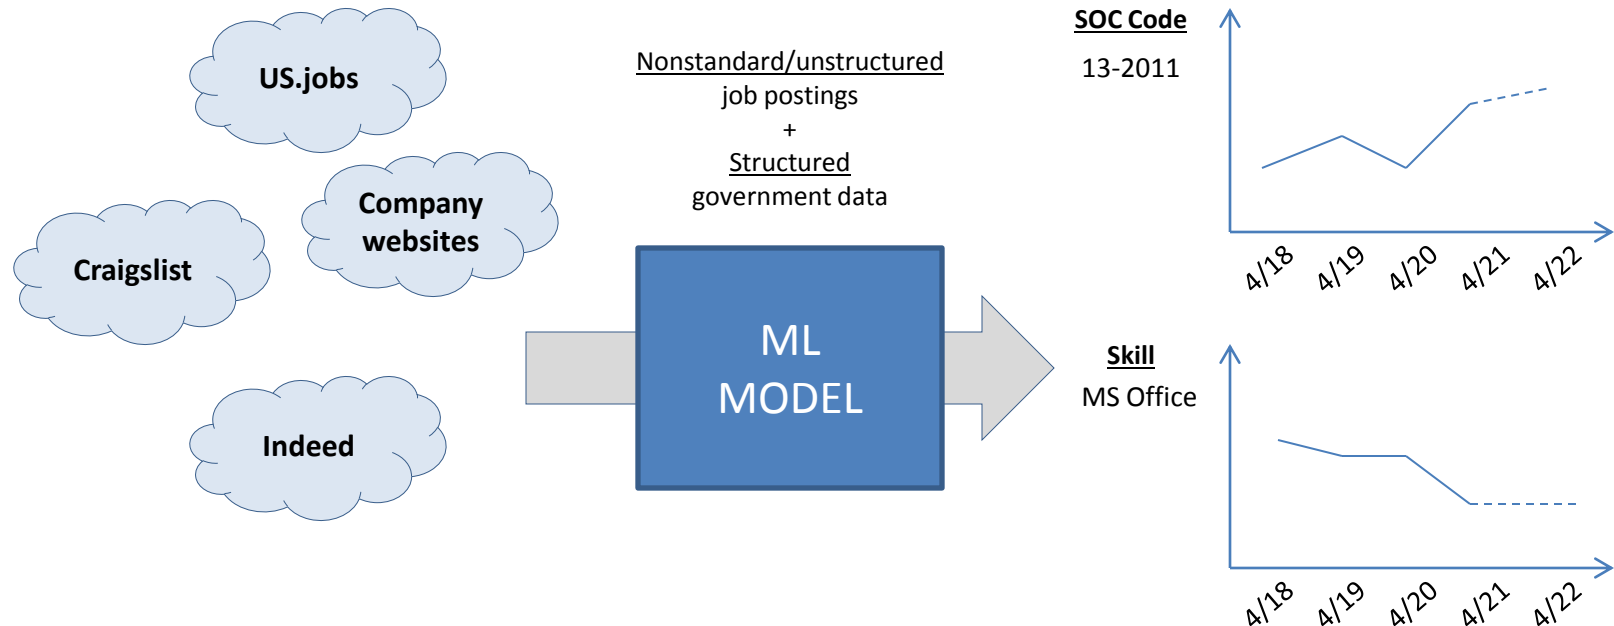 US.jobs
Company
websites
Craigslist
Indeed
Nonstandard/unstructured
job postings
+
Structured
government data
ML
MODEL
SOC Code
13-2011
4/18
4/19
4/20
4/21
4/22
Skill
MS Office
4/18
4/19
4/20
4/21
4/22